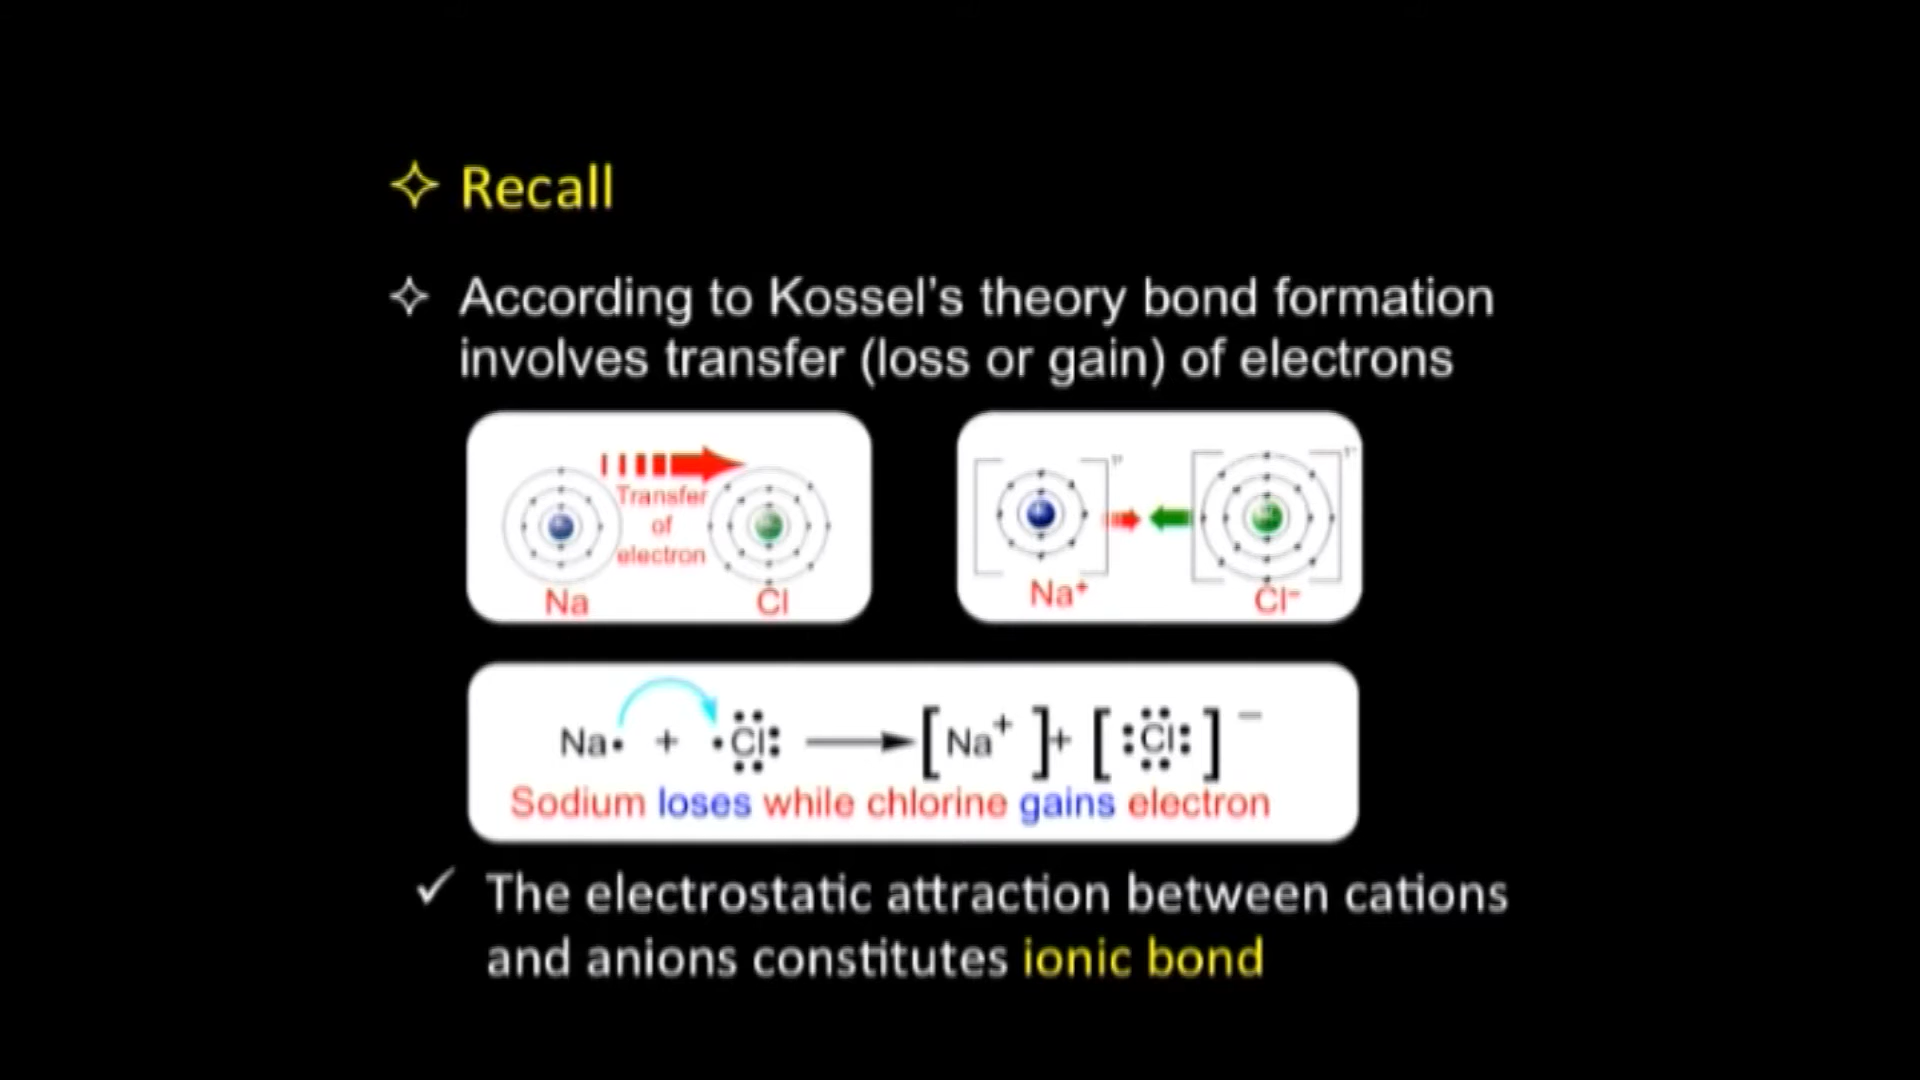 Recall
According to Kossel's theory bond formation
involves transfer (loss or gain) of electrons
Transfer
of
electron
Na
Cl
Na⁺
Cl⁻
Na• + •Cl: ⟶ [Na⁺ ]+ [:Cl:]⁻
Sodium loses while chlorine gains electron
✓ The electrostatic attraction between cations
and anions constitutes ionic bond